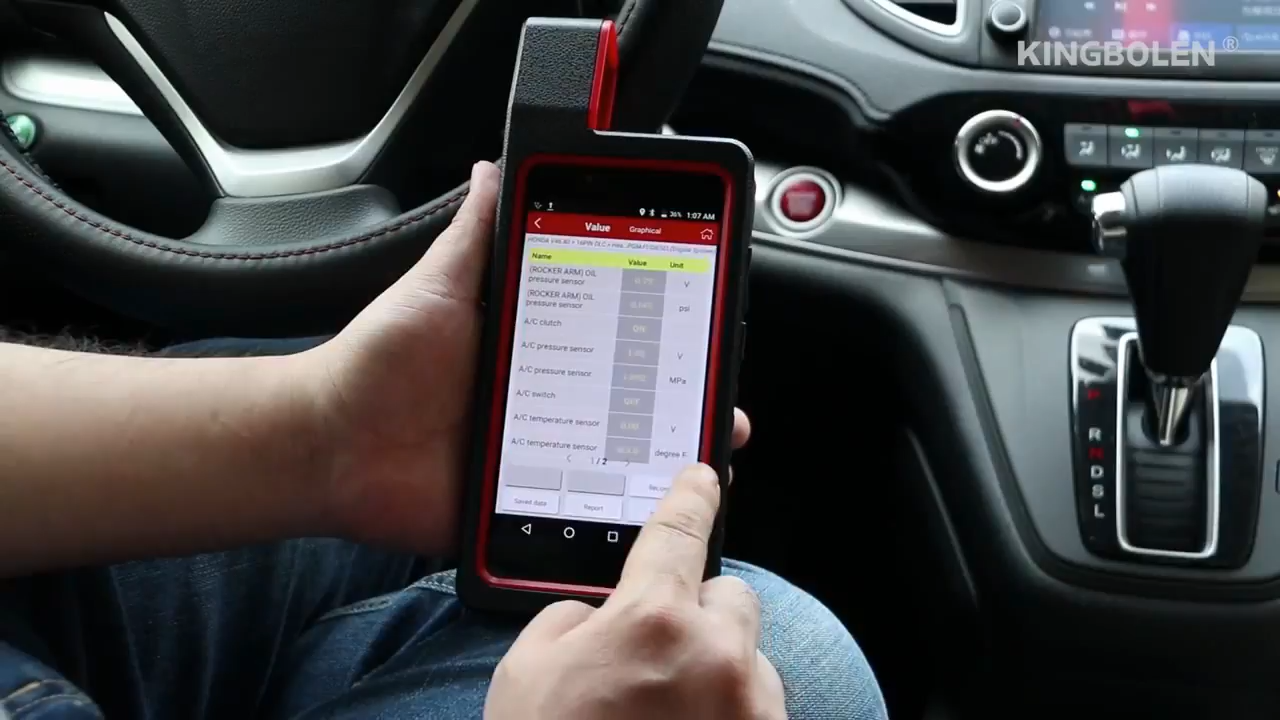 KINGBOLEN ®
36% 1:07 AM
Value Graphical
Name Value Unit
(ROCKER ARM) OIL
pressure sensor V
(ROCKER ARM) OIL
pressure sensor psi
A/C clutch ON
A/C pressure sensor V
A/C pressure sensor MPa
A/C switch OFF
A/C temperature sensor V
A/C temperature sensor degree F
1/2
Saved data Report
P
R
N
D
S
L